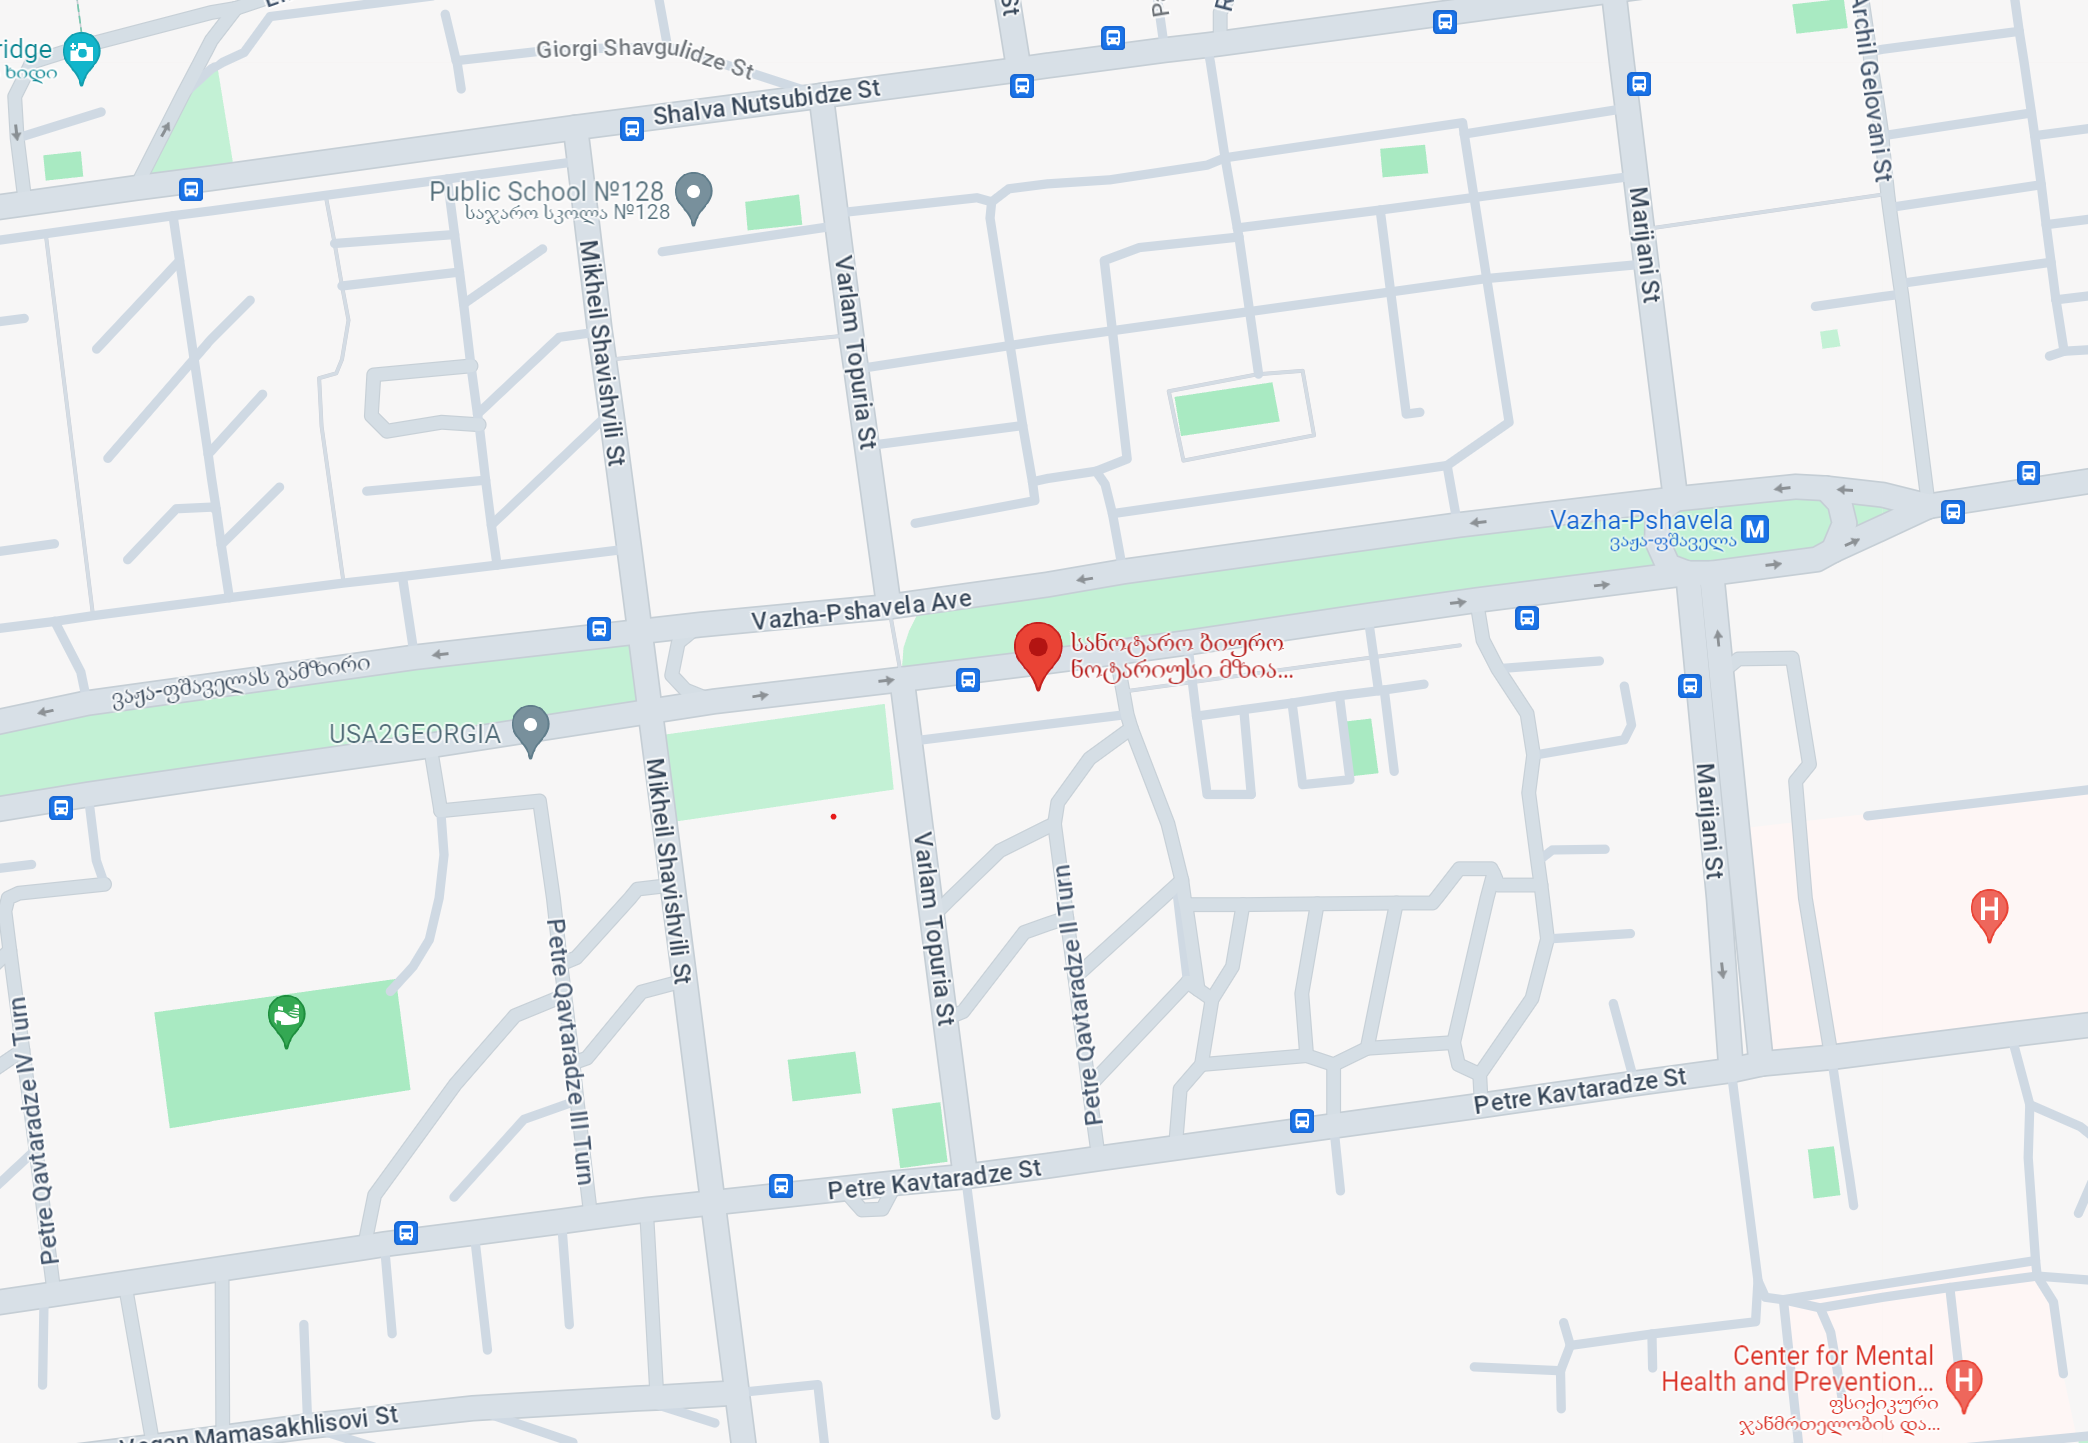 ridge
ხიდი
Giorgi Shavgulidze St
St
Shalva Nutsubidze St
Archil Gelovani St
Public School №128
საჯარო სკოლა №128
Mikheil Shavishvili St
Varlam Topuria St
Marijani St
Vazha-Pshavela
ვაჟა-ფშაველა
M
Vazha-Pshavela Ave
სანოტარო ბიურო
ნოტარიუსი მზია...
ვაჟა-ფშაველას გამზირი
USA2GEORGIA
Mikheil Shavishvili St
Varlam Topuria St
Marijani St
Petre Qavtaradze II Turn
H
Petre Qavtaradze III Turn
Petre Qavtaradze IV Turn
Petre Kavtaradze St
Petre Kavtaradze St
Center for Mental
Health and Prevention...
H
ფსიქიკური
ჯანმრთელობის და...
Mamasakhlisovi St